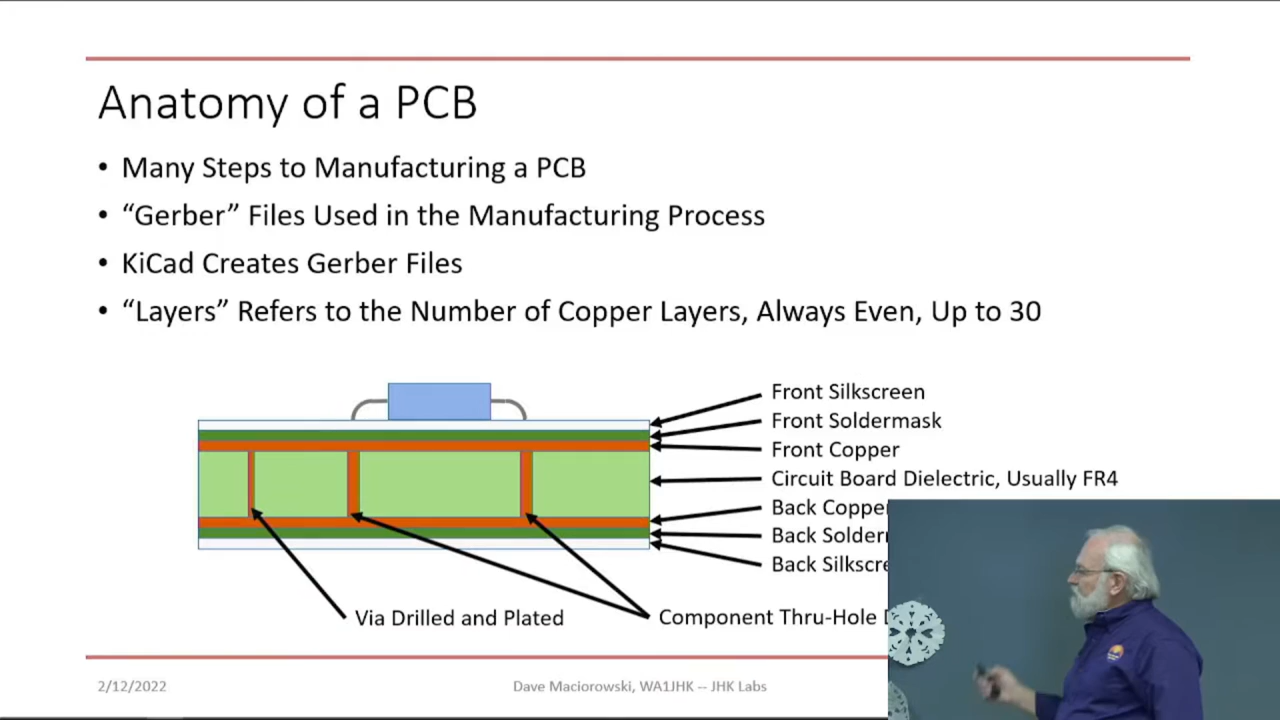 Anatomy of a PCB
• Many Steps to Manufacturing a PCB
• “Gerber” Files Used in the Manufacturing Process
• KiCad Creates Gerber Files
• “Layers” Refers to the Number of Copper Layers, Always Even, Up to 30
Front Silkscreen
Front Soldermask
Front Copper
Circuit Board Dielectric, Usually FR4
Back Copper
Back
Back
Via Drilled and Plated
Component Thru-Hole
2/12/2022
Dave Maciorowski, WA1JHK -- JHK Labs